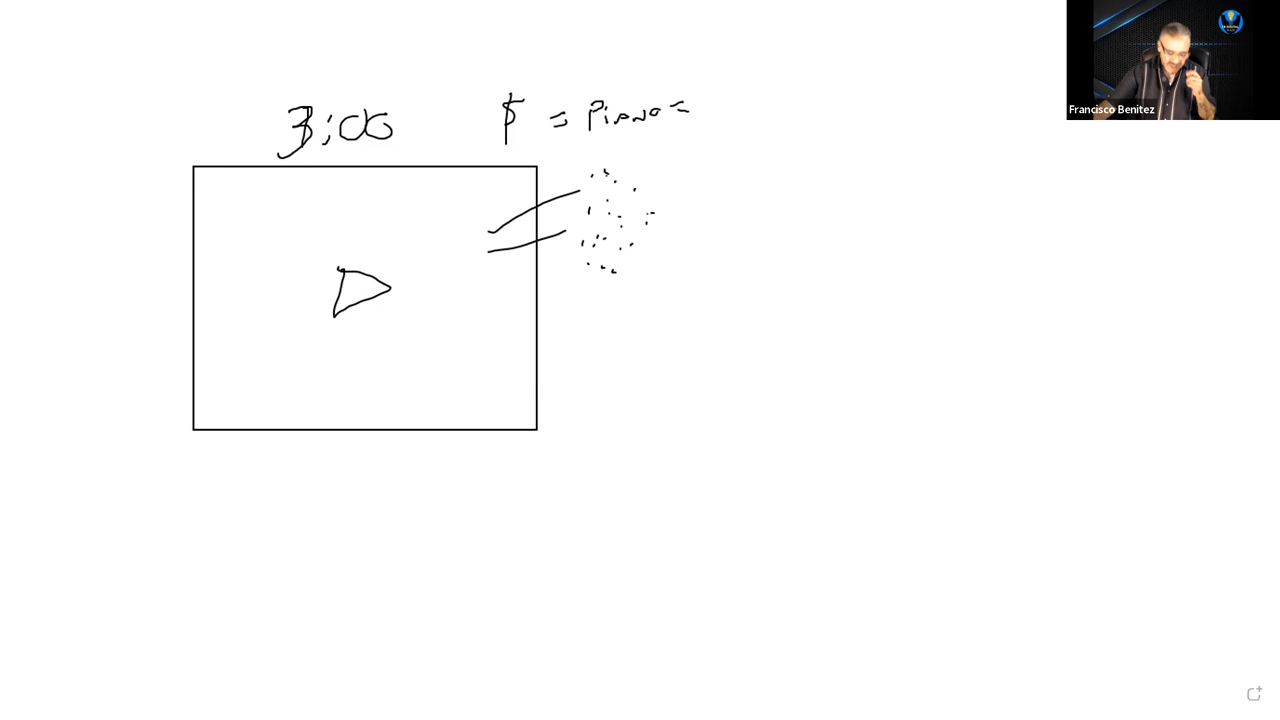 3:00 $ = Piano =
Francisco Benitez